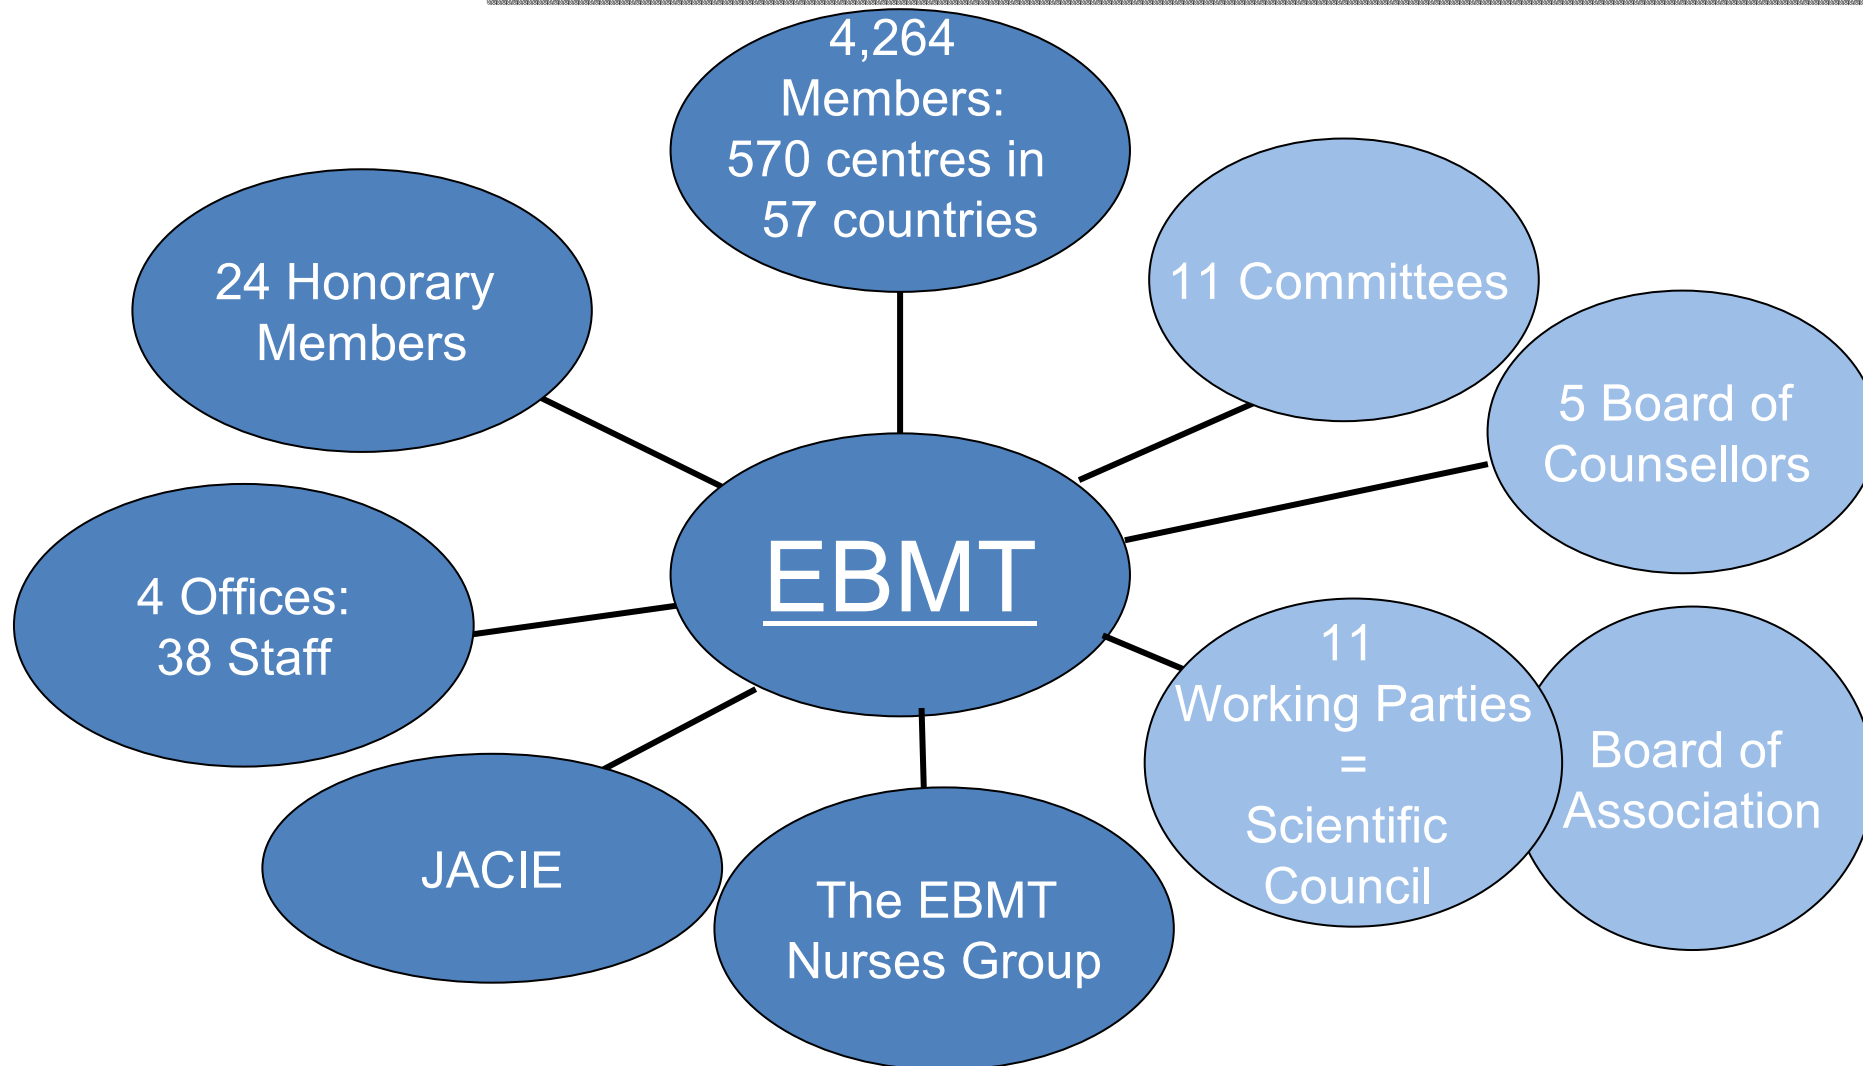 4,264
Members:
570 centres in
57 countries
24 Honorary
Members
11 Committees
5 Board of
Counsellors
EBMT
4 Offices:
38 Staff
11
Working Parties
=
Scientific
Council
Board of
Association
JACIE
The EBMT
Nurses Group